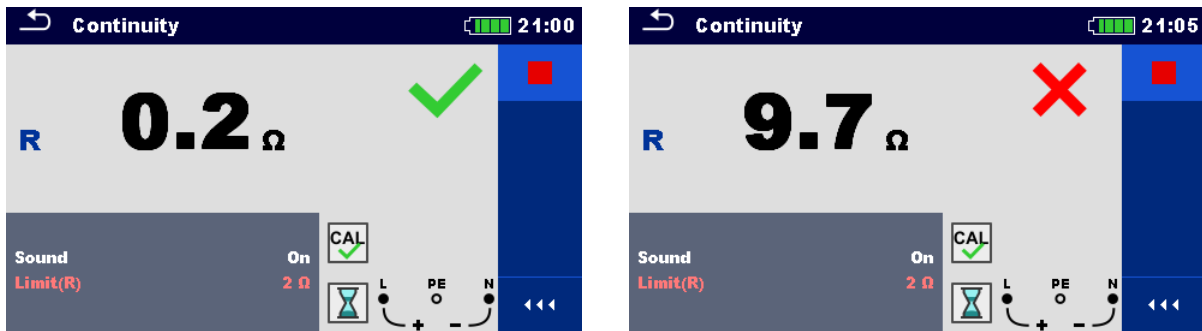 Continuity 21:00
R 0.2 Ω
CAL
Sound On
Limit(R) 2 Ω
L PE N
+ -
Continuity 21:05
R 9.7 Ω
CAL
Sound On
Limit(R) 2 Ω
L PE N
+ -